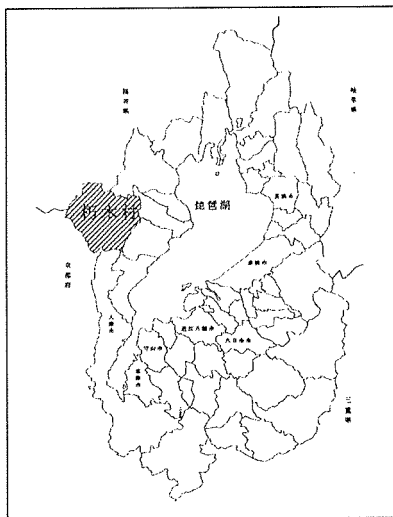 福井県
岐阜県
朽木村
琵琶湖
長浜市
彦根市
京都府
大津市
近江八幡市
八日市市
守山市
草津市
三重県